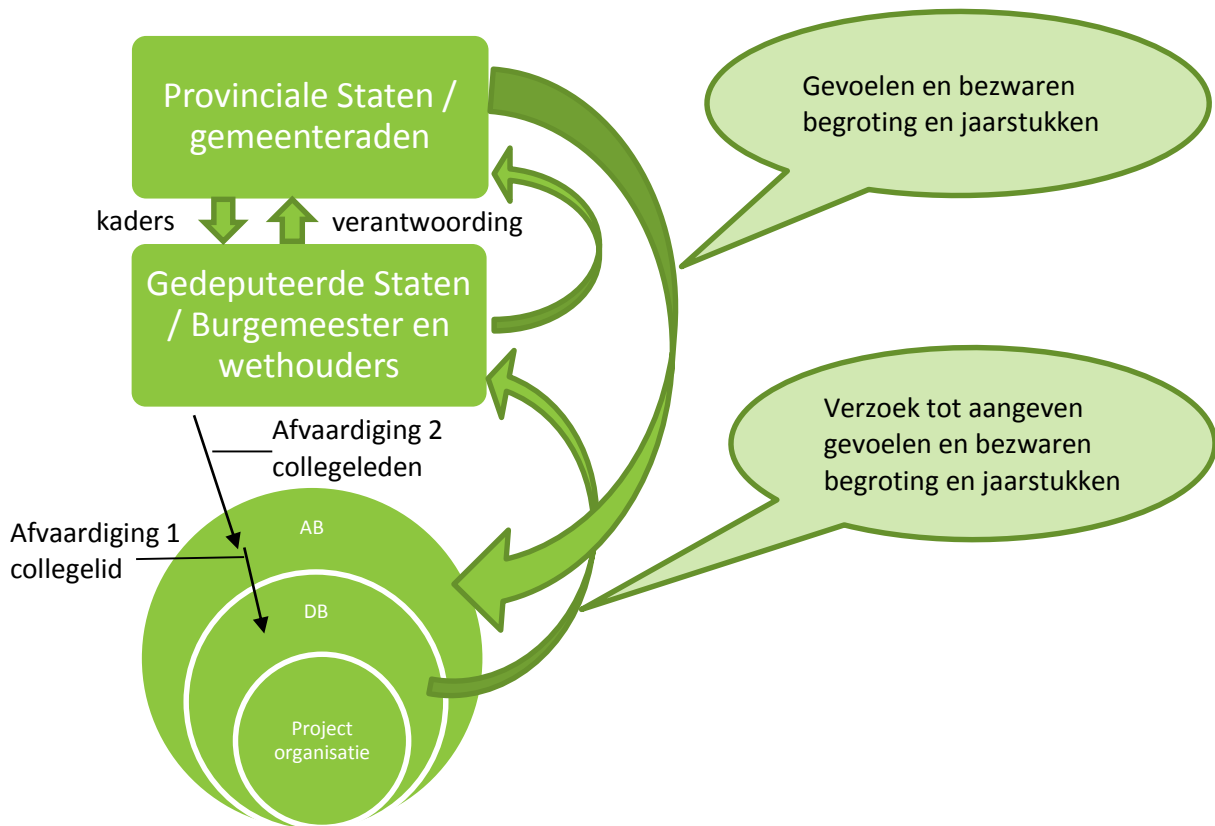 Provinciale Staten /
gemeenteraden
kaders
verantwoording
Gedeputeerde Staten
/ Burgemeester en
wethouders
Gevoelen en bezwaren
begroting en jaarstukken
Afvaardiging 2
collegeleden
Verzoek tot aangeven
gevoelen en bezwaren
begroting en jaarstukken
Afvaardiging 1
collegelid
AB
DB
Project
organisatie